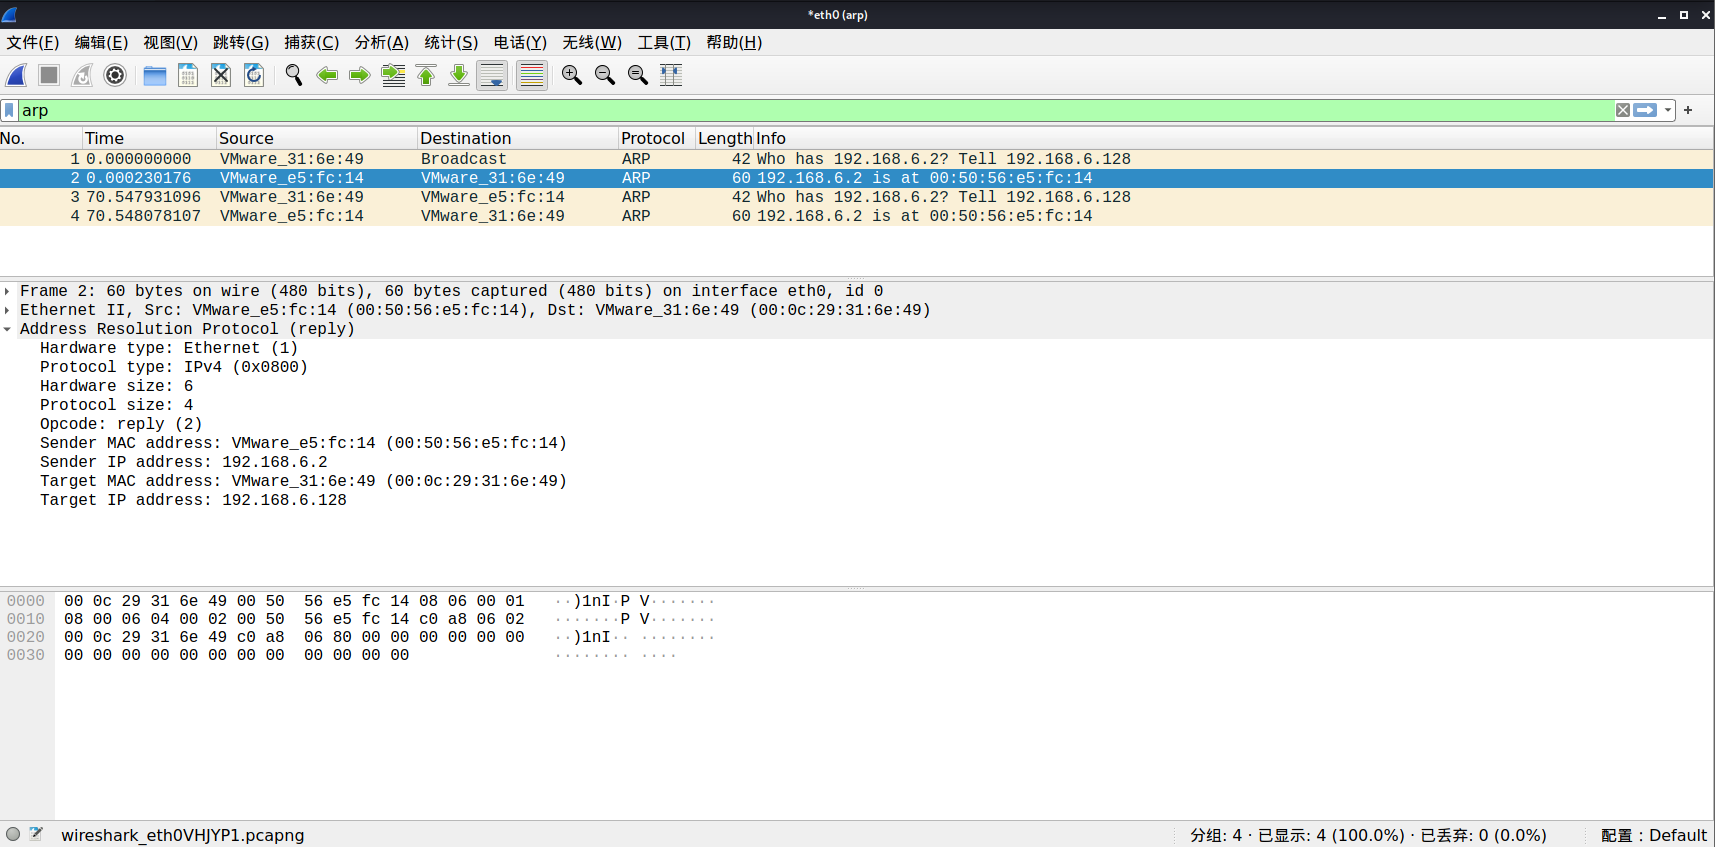 *eth0 (arp)
文件(F) 编辑(E) 视图(V) 跳转(G) 捕获(C) 分析(A) 统计(S) 电话(Y) 无线(W) 工具(T) 帮助(H)
arp
No. Time Source Destination Protocol Length Info
1 0.000000000 VMware_31:6e:49 Broadcast ARP 42 Who has 192.168.6.2? Tell 192.168.6.128
2 0.000230176 VMware_e5:fc:14 VMware_31:6e:49 ARP 60 192.168.6.2 is at 00:50:56:e5:fc:14
3 70.547931096 VMware_31:6e:49 VMware_e5:fc:14 ARP 42 Who has 192.168.6.2? Tell 192.168.6.128
4 70.548078107 VMware_e5:fc:14 VMware_31:6e:49 ARP 60 192.168.6.2 is at 00:50:56:e5:fc:14
Frame 2: 60 bytes on wire (480 bits), 60 bytes captured (480 bits) on interface eth0, id 0
Ethernet II, Src: VMware_e5:fc:14 (00:50:56:e5:fc:14), Dst: VMware_31:6e:49 (00:0c:29:31:6e:49)
Address Resolution Protocol (reply)
Hardware type: Ethernet (1)
Protocol type: IPv4 (0x0800)
Hardware size: 6
Protocol size: 4
Opcode: reply (2)
Sender MAC address: VMware_e5:fc:14 (00:50:56:e5:fc:14)
Sender IP address: 192.168.6.2
Target MAC address: VMware_31:6e:49 (00:0c:29:31:6e:49)
Target IP address: 192.168.6.128
0000 00 0c 29 31 6e 49 00 50 56 e5 fc 14 08 06 00 01 ··)1nI·P V·······
0010 08 00 06 04 00 02 00 50 56 e5 fc 14 c0 a8 06 02 ·······P V·······
0020 00 0c 29 31 6e 49 c0 a8 06 80 00 00 00 00 00 00 ··)1nI·· ········
0030 00 00 00 00 00 00 00 00 00 00 00 00 ········ ····
wireshark_eth0VHJYP1.pcapng 分组: 4 · 已显示: 4 (100.0%) · 已丢弃: 0 (0.0%) 配置：Default